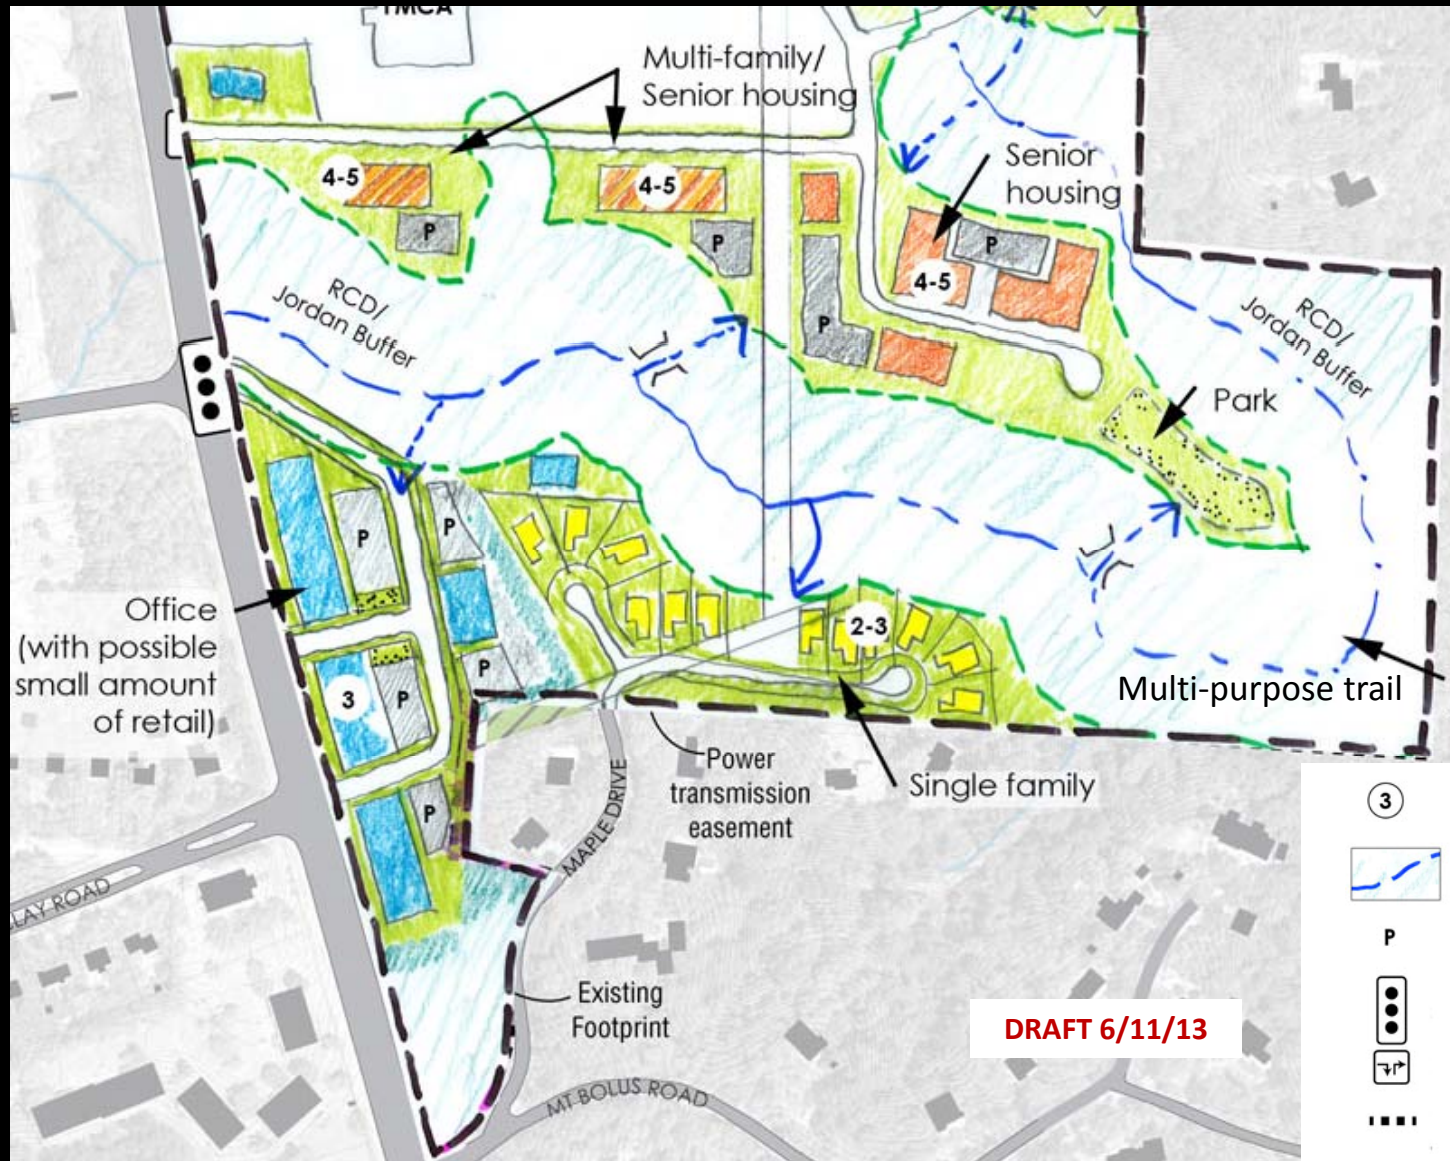 YMCA
Multi-family/
Senior housing
4-5
4-5
P
P
Senior
housing
P
4-5
P
RCD/
Jordan Buffer
RCD/
Jordan Buffer
Park
P
P
Office
(with possible
small amount
of retail)
2-3
P
3
P
Multi-purpose trail
Power
transmission
easement
Single family
MAPLE DRIVE
P
3
P
ROAD
Existing
Footprint
DRAFT 6/11/13
MT BOLUS ROAD